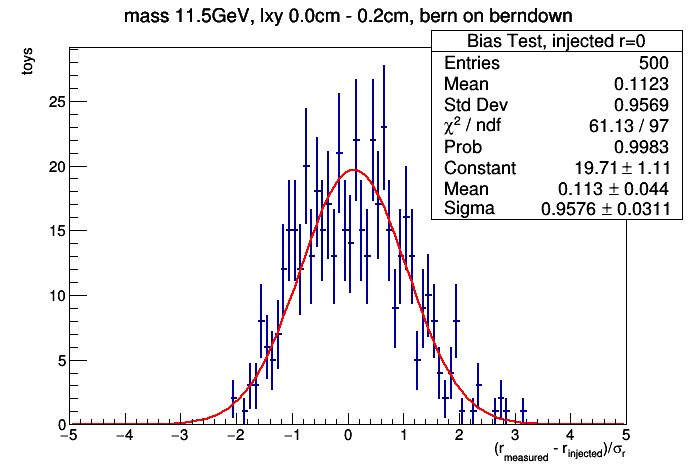 mass 11.5GeV, lxy 0.0cm - 0.2cm, bern on berndown
Bias Test, injected r=0
Entries 500
Mean 0.1123
Std Dev 0.9569
χ² / ndf 61.13 / 97
Prob 0.9983
Constant 19.71 ± 1.11
Mean 0.113 ± 0.044
Sigma 0.9576 ± 0.0311
toys
25
20
15
10
5
0
−5 −4 −3 −2 −1 0 1 2 3 4 5
(r_measured - r_injected)/σ_r